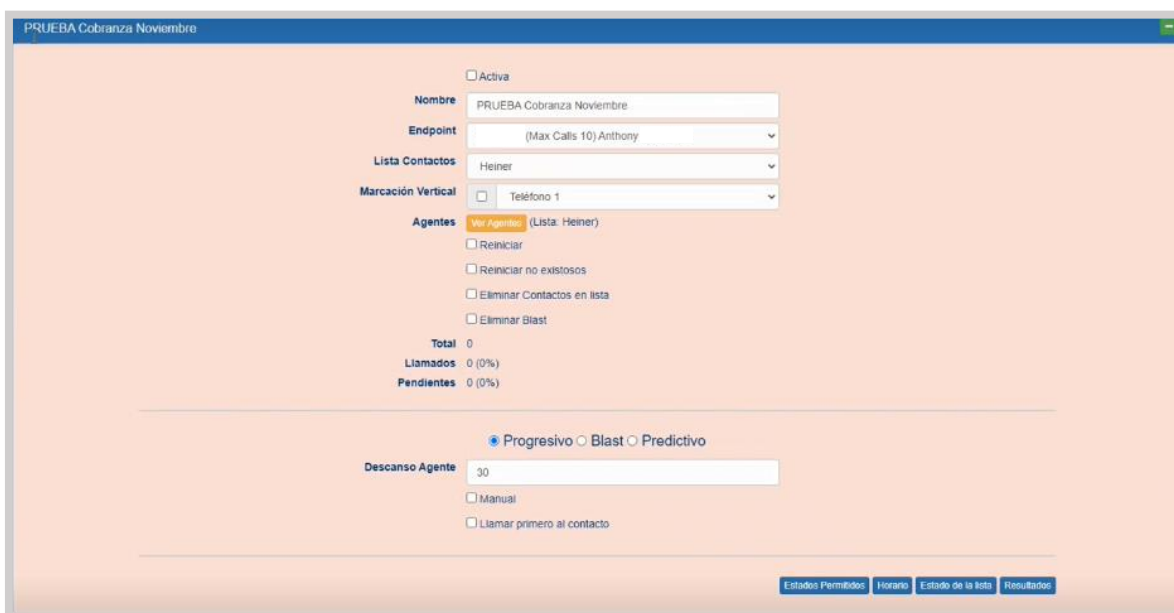 PRUEBA Cobranza Noviembre
Activa
Nombre PRUEBA Cobranza Noviembre
Endpoint (Max Calls 10) Anthony
Lista Contactos Heiner
Marcación Vertical Teléfono 1
Agentes Ver Agentes (Lista: Heiner)
Reiniciar
Reiniciar no existosos
Eliminar Contactos en lista
Eliminar Blast
Total 0
Llamados 0 (0%)
Pendientes 0 (0%)
Progresivo Blast Predictivo
Descanso Agente 30
Manual
Llamar primero al contacto
Estados Permitidos Horario Estado de la lista Resultados